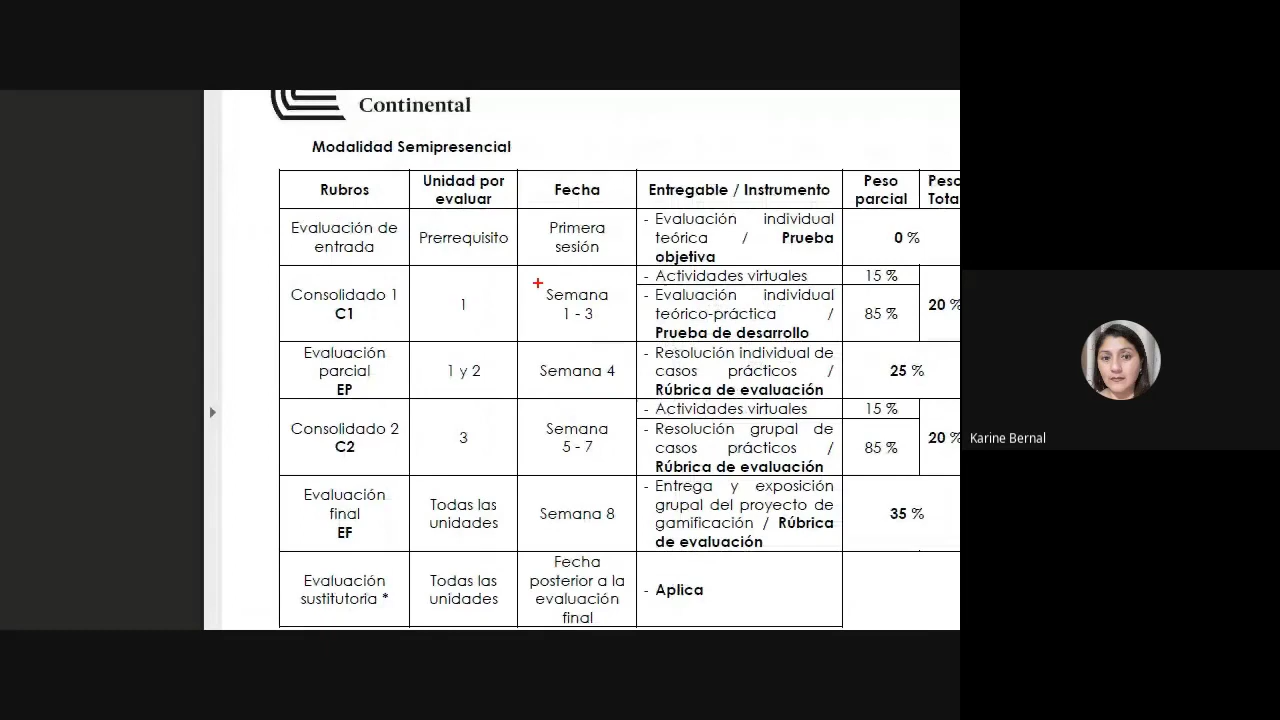 Continental
Modalidad Semipresencial
Rubros
Unidad por
evaluar
Fecha
Entregable / Instrumento
Peso
parcial
Peso
Tota
Evaluación de
entrada
Prerrequisito
Primera
sesión
- Evaluación individual
teórica / Prueba
objetiva
0 %
Consolidado 1
C1
1
Semana
1 - 3
- Actividades virtuales
15 %
- Evaluación individual
teórico-práctica /
Prueba de desarrollo
85 %
20 %
Evaluación
parcial
EP
1 y 2
Semana 4
- Resolución individual de
casos prácticos /
Rúbrica de evaluación
25 %
Consolidado 2
C2
3
Semana
5 - 7
- Actividades virtuales
15 %
- Resolución grupal de
casos prácticos /
Rúbrica de evaluación
85 %
20 %
Evaluación
final
EF
Todas las
unidades
Semana 8
- Entrega y exposición
grupal del proyecto de
gamificación / Rúbrica
de evaluación
35 %
Evaluación
sustitutoria *
Todas las
unidades
Fecha
posterior a la
evaluación
final
- Aplica
Karine Bernal